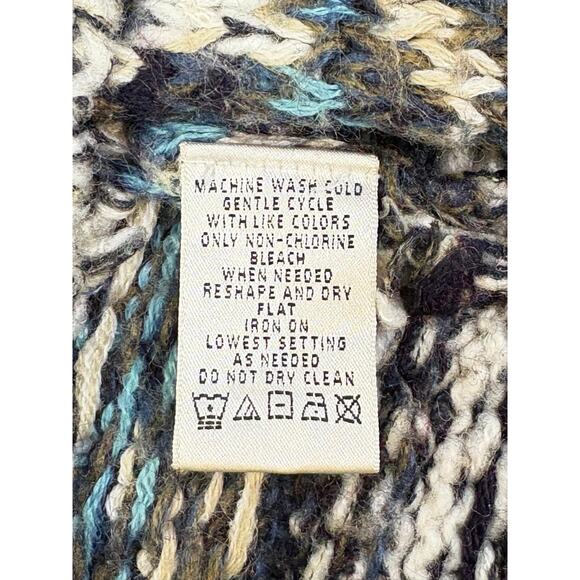 MACHINE WASH COLD
GENTLE CYCLE
WITH LIKE COLORS
ONLY NON-CHLORINE
BLEACH
WHEN NEEDED
RESHAPE AND DRY
FLAT
IRON ON
LOWEST SETTING
AS NEEDED
DO NOT DRY CLEAN